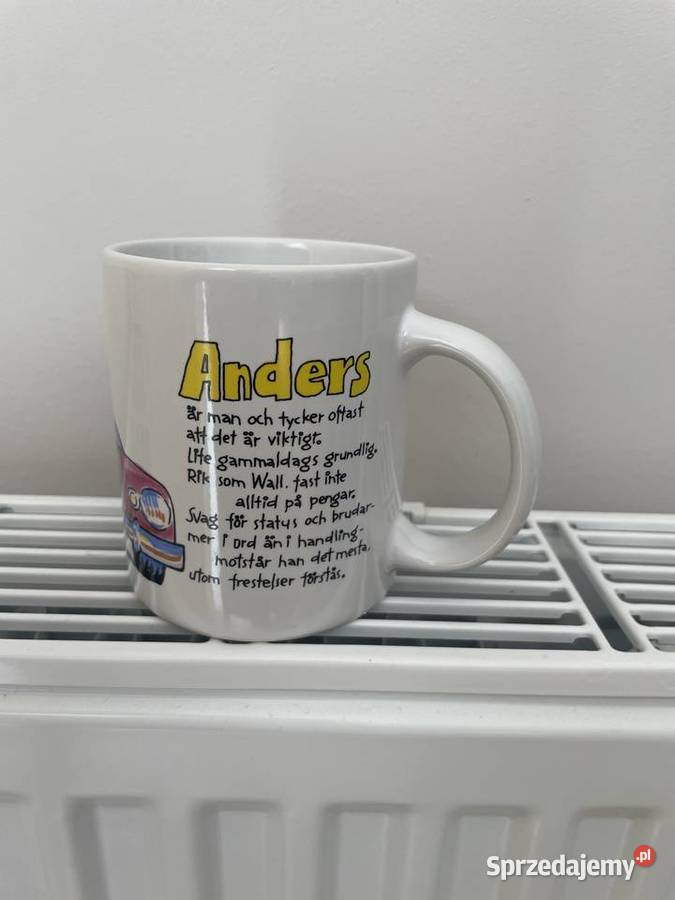 Anders
är man och tycker oftast
att det är viktigt.
Lite gammaldags grundlig.
Rik som Wall. fast inte
alltid på pengar.
Svag för status och brudar-
mer i ord än i handling-
motstår han det mesta,
utom frestelser förstås.
Sprzedajemy.pl